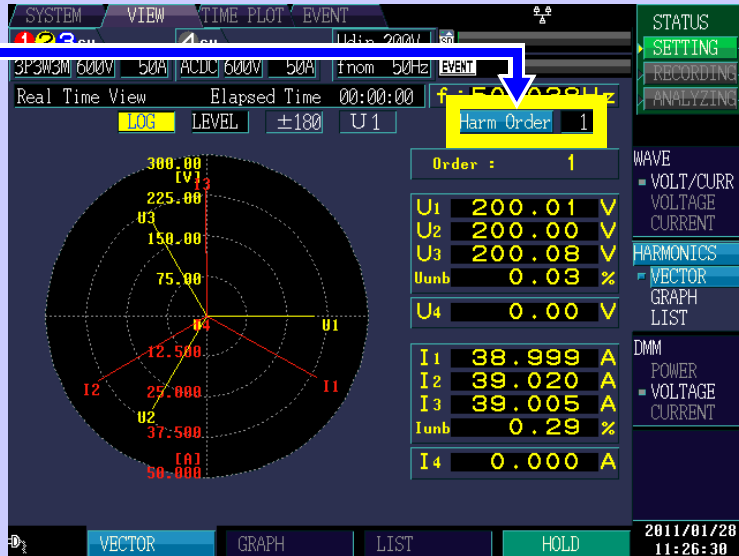 SYSTEM VIEW TIME PLOT EVENT
STATUS
123CH 4CH Udin 200V SD
SETTING
3P3W3M 600V 50A ACDC 600V 50A fnom 50Hz EVENT
RECORDING
Real Time View Elapsed Time 00:00:00
ANALYZING
LOG LEVEL ±180 U1 Harm Order 1
300.00
[V]
I3
225.00
U3
150.00
75.00
U4
U1
12.500
I2
25.000
I1
U2
37.500
[A]
50.000
Order : 1
U1 200.01 V
U2 200.00 V
U3 200.08 V
Uunb 0.03 %
U4 0.00 V
I1 38.999 A
I2 39.020 A
I3 39.005 A
Iunb 0.29 %
I4 0.000 A
WAVE
VOLT/CURR
VOLTAGE
CURRENT
HARMONICS
VECTOR
GRAPH
LIST
DMM
POWER
VOLTAGE
CURRENT
VECTOR GRAPH LIST HOLD
2011/01/28
11:26:30